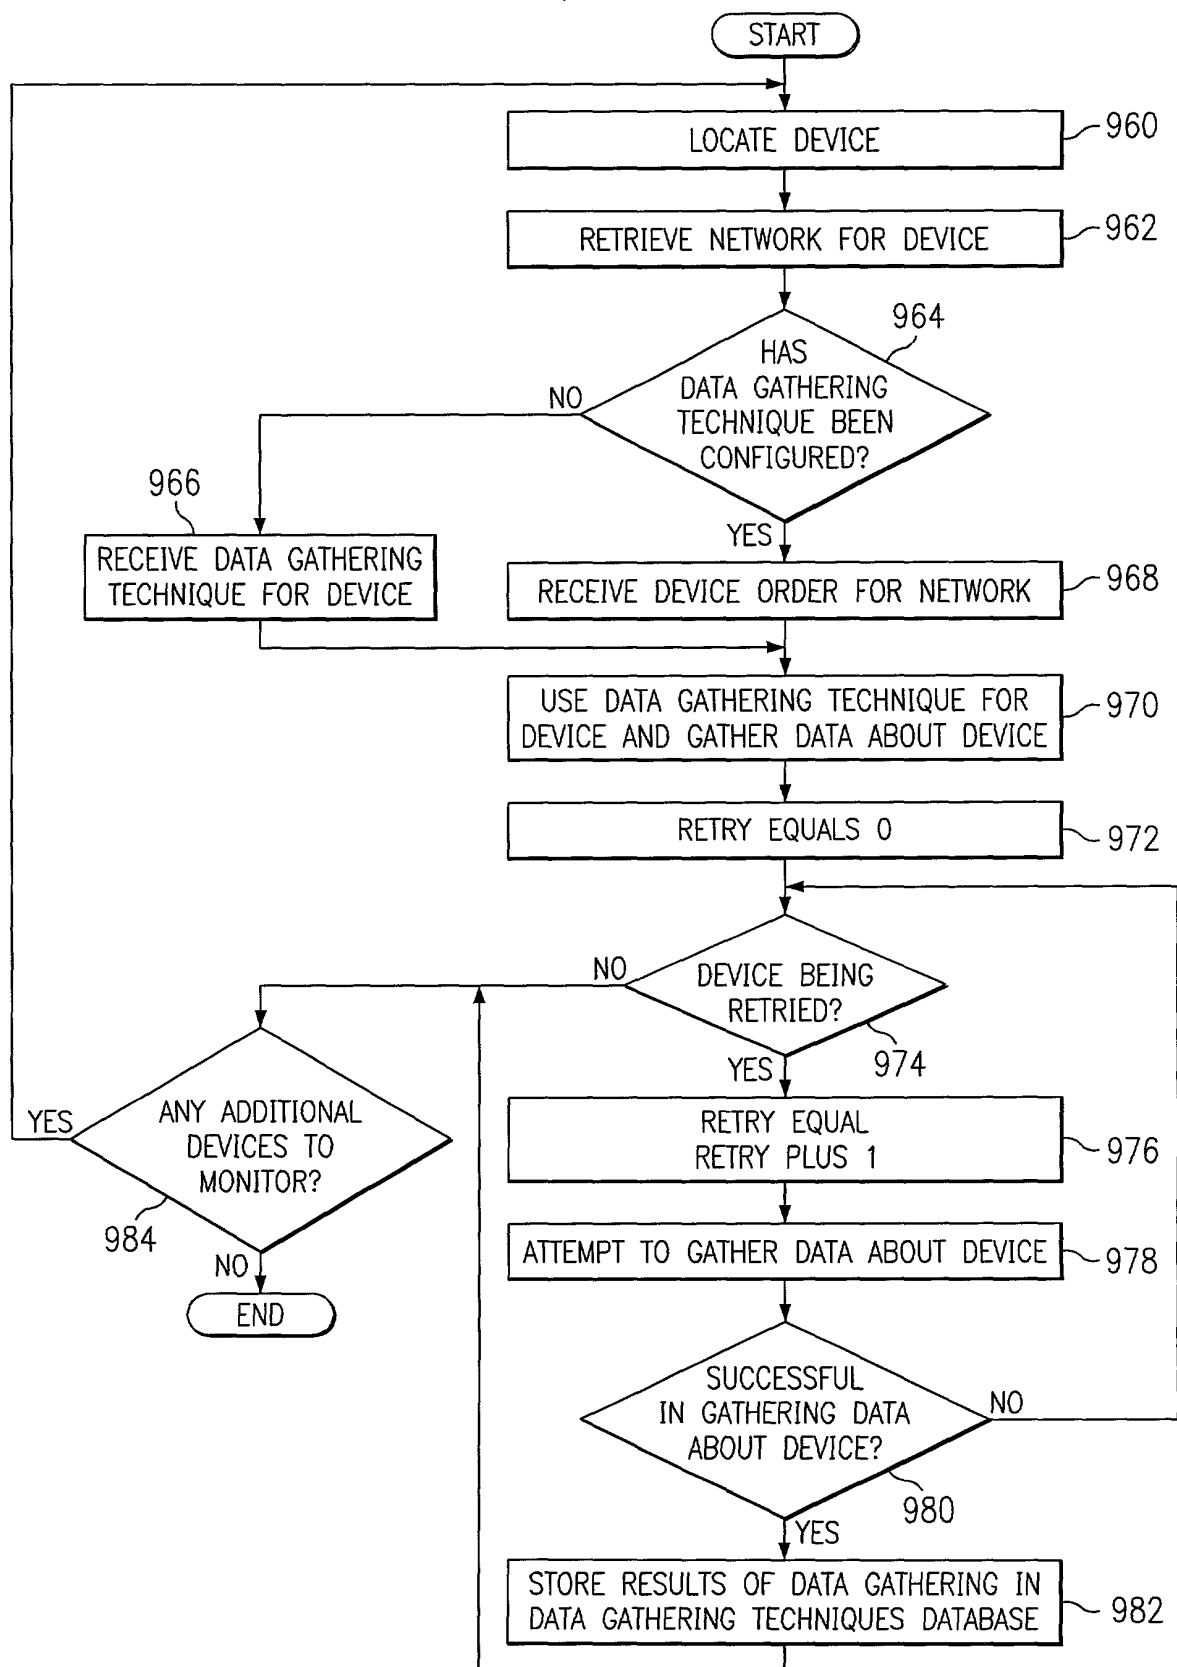 START
LOCATE DEVICE
960
RETRIEVE NETWORK FOR DEVICE
962
964
HAS
DATA GATHERING
TECHNIQUE BEEN
CONFIGURED?
NO
YES
966
RECEIVE DATA GATHERING
TECHNIQUE FOR DEVICE
RECEIVE DEVICE ORDER FOR NETWORK
968
USE DATA GATHERING TECHNIQUE FOR
DEVICE AND GATHER DATA ABOUT DEVICE
970
RETRY EQUALS 0
972
DEVICE BEING
RETRIED?
NO
974
YES
ANY ADDITIONAL
DEVICES TO
MONITOR?
YES
984
NO
END
RETRY EQUAL
RETRY PLUS 1
976
ATTEMPT TO GATHER DATA ABOUT DEVICE
978
SUCCESSFUL
IN GATHERING DATA
ABOUT DEVICE?
NO
980
YES
STORE RESULTS OF DATA GATHERING IN
DATA GATHERING TECHNIQUES DATABASE
982